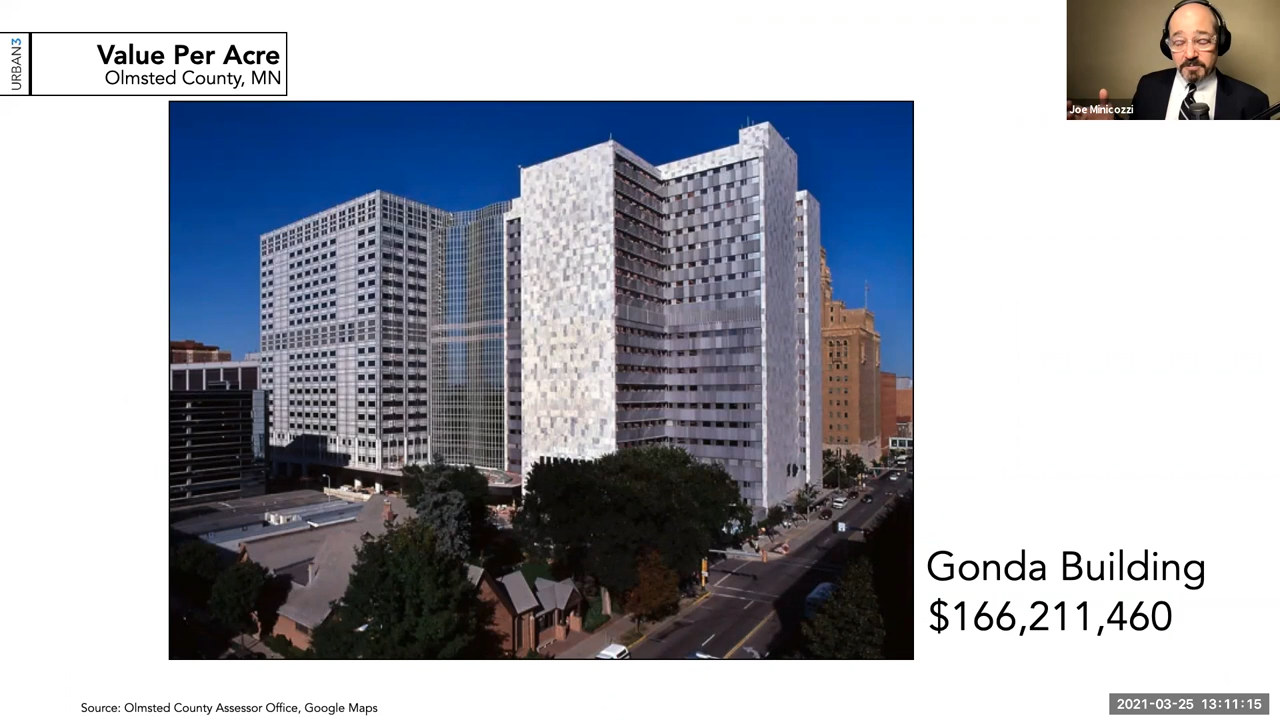 URBAN3
Value Per Acre
Olmsted County, MN
Joe Minicozzi
Gonda Building
$166,211,460
Source: Olmsted County Assessor Office, Google Maps
2021-03-25 13:11:15